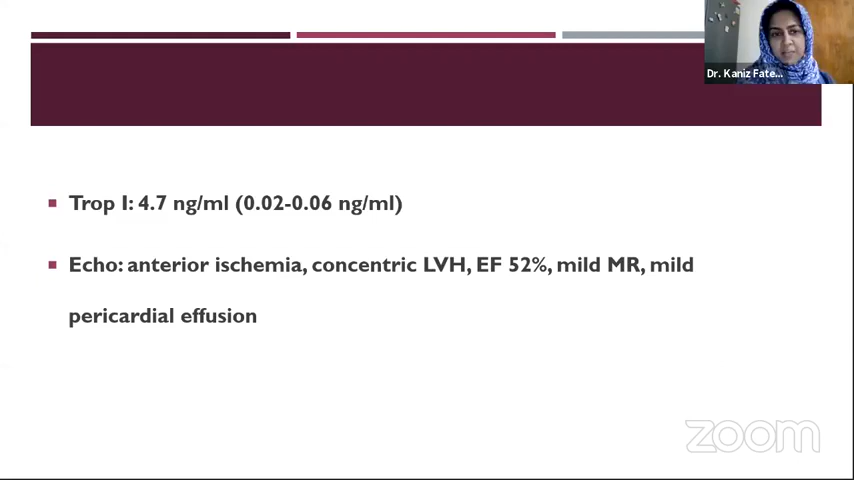 Dr. Kaniz Fate...
Trop I: 4.7 ng/ml (0.02-0.06 ng/ml)
Echo: anterior ischemia, concentric LVH, EF 52%, mild MR, mild
pericardial effusion
zoom